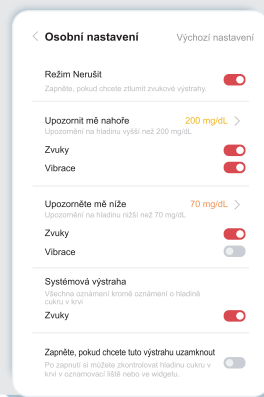 Osobní nastavení
Výchozí nastavení
Režim Nerušit
Zapněte, pokud chcete ztlumit zvukové výstrahy.
Upozornit mě nahoře
200 mg/dL
Upozornění na hladinu vyšší než 200 mg/dL
Zvuky
Vibrace
Upozorněte mě níže
70 mg/dL
Upozornění na hladinu nižší než 70 mg/dL
Zvuky
Vibrace
Systémová výstraha
Všechna oznámení kromě oznámení o hladině
cukru v krvi
Zvuky
Zapněte, pokud chcete tuto výstrahu uzamknout
Po zapnutí si můžete zkontrolovat hladinu cukru v
krvi v oznamovací liště nebo ve widgetu.